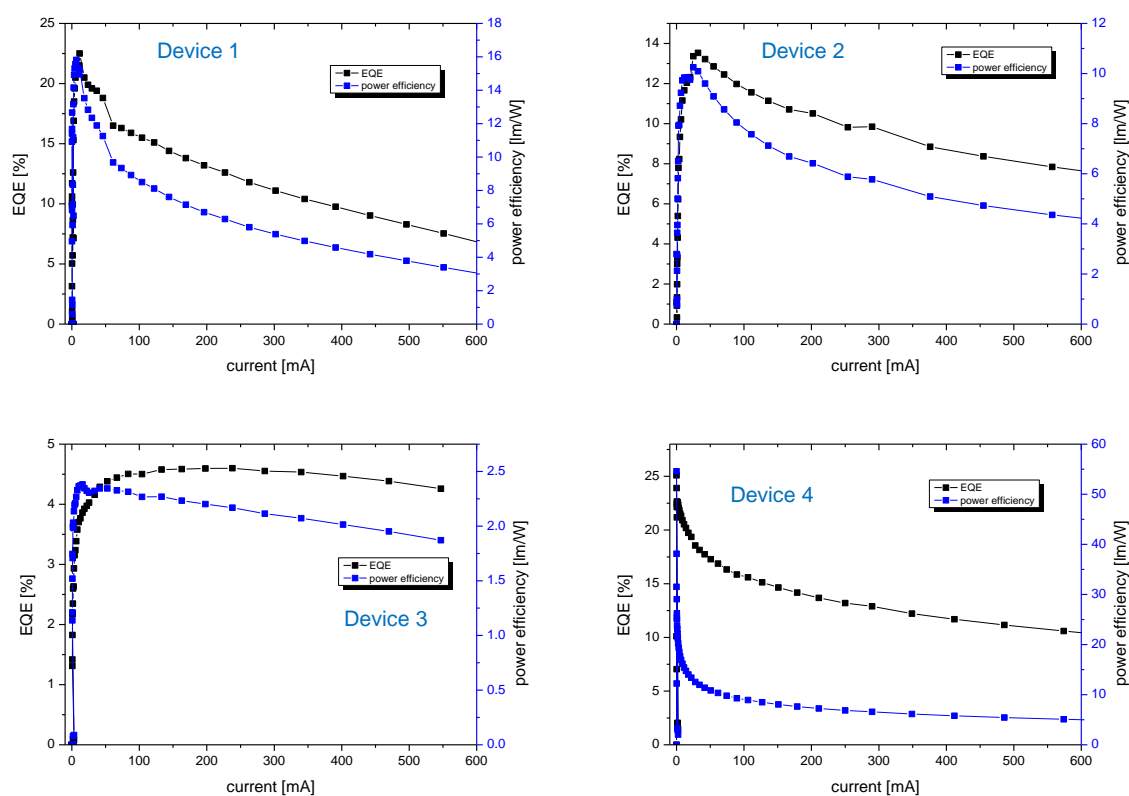 Device 1
EQE
power efficiency
EQE [%]
power efficiency [lm/W]
0 5 10 15 20 25
0 2 4 6 8 10 12 14 16 18
0 100 200 300 400 500 600
current [mA]
Device 2
EQE
power efficiency
EQE [%]
power efficiency [lm/W]
0 2 4 6 8 10 12 14
0 2 4 6 8 10 12
0 100 200 300 400 500 600
current [mA]
Device 3
EQE
power efficiency
EQE [%]
power efficiency [lm/W]
0 1 2 3 4 5
0.0 0.5 1.0 1.5 2.0 2.5
0 100 200 300 400 500 600
current [mA]
Device 4
EQE
power efficiency
EQE [%]
power efficiency [lm/W]
0 5 10 15 20 25
0 10 20 30 40 50 60
0 100 200 300 400 500 600
current [mA]